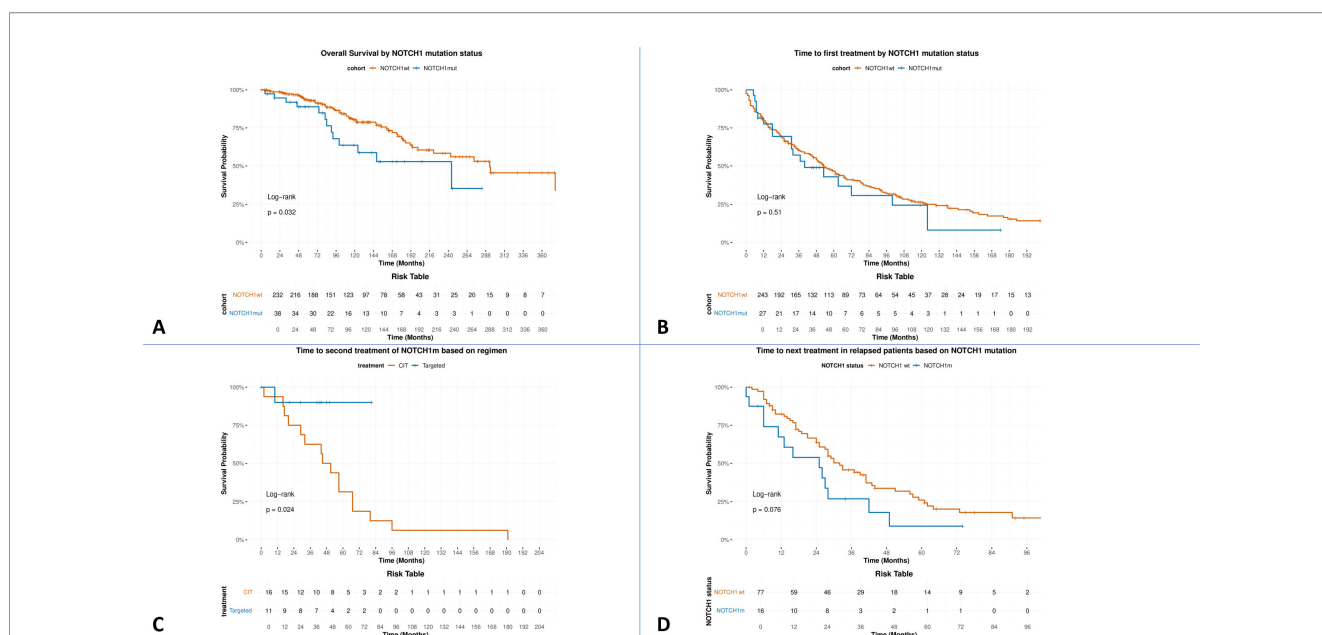 Overall Survival by NOTCH1 mutation status
cohort NOTCH1wt NOTCH1mut
100%
75%
50%
25%
0%
Survival Probability
Log-rank
p = 0.032
0 24 48 72 96 120 144 168 192 216 240 264 288 312 336 360
Time (Months)
Risk Table
cohort
NOTCH1wt 232 216 188 151 123 97 78 58 43 31 25 20 15 9 8 7
NOTCH1mut 38 34 30 22 16 13 10 7 4 3 3 1 0 0 0 0
0 24 48 72 96 120 144 168 192 216 240 264 288 312 336 360
Time (Months)
A
Time to first treatment by NOTCH1 mutation status
cohort NOTCH1wt NOTCH1mut
100%
75%
50%
25%
0%
Survival Probability
Log-rank
p = 0.51
0 12 24 36 48 60 72 84 96 108 120 132 144 156 168 180 192
Time (Months)
Risk Table
cohort
NOTCH1wt 243 192 165 132 113 89 73 64 54 45 37 28 24 19 17 15 13
NOTCH1mut 27 21 17 14 10 7 6 5 5 4 3 1 1 1 1 0 0
0 12 24 36 48 60 72 84 96 108 120 132 144 156 168 180 192
Time (Months)
B
Time to second treatment of NOTCH1m based on regimen
treatment CIT Targeted
100%
75%
50%
25%
0%
Survival Probability
Log-rank
p = 0.024
0 12 24 36 48 60 72 84 96 108 120 132 144 156 168 180 192 204
Time (Months)
Risk Table
treatment
CIT 16 15 12 10 8 5 3 2 2 1 1 1 1 1 1 1 0 0
Targeted 11 9 8 7 4 2 2 0 0 0 0 0 0 0 0 0 0 0
0 12 24 36 48 60 72 84 96 108 120 132 144 156 168 180 192 204
Time (Months)
C
Time to next treatment in relapsed patients based on NOTCH1 mutation
NOTCH1 status NOTCH1 wt NOTCH1m
100%
75%
50%
25%
0%
Survival Probability
Log-rank
p = 0.076
0 12 24 36 48 60 72 84 96
Time (Months)
Risk Table
NOTCH1 status
NOTCH1 wt 77 59 46 29 18 14 9 5 2
NOTCH1m 16 10 8 3 2 1 1 0 0
0 12 24 36 48 60 72 84 96
Time (Months)
D